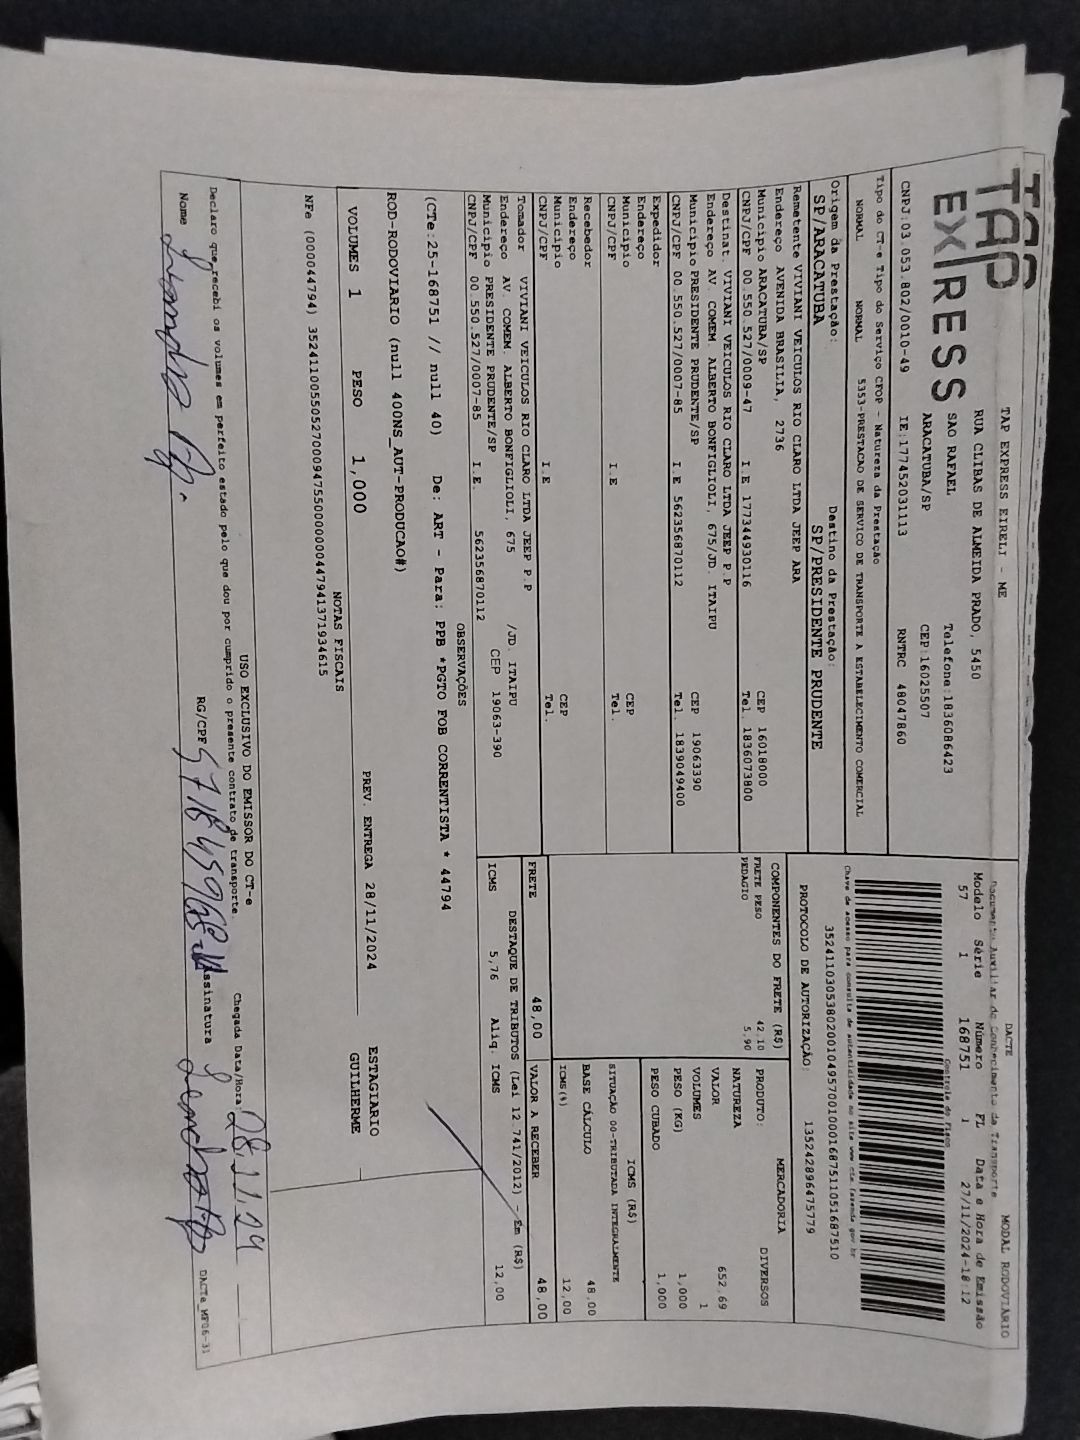 TAP
EXPRESS
TAP EXPRESS EIRELI - ME
RUA CLIBAS DE ALMEIDA PRADO, 5450
SAO RAFAEL Telefone:1836086423
ARACATUBA/SP CEP:16025507
CNPJ:03.053.802/0010-49 IE:177452031113 RNTRC 48047860
Tipo do CT-e Tipo do Serviço CFOP - Natureza da Prestação
NORMAL NORMAL 5353-PRESTACAO DE SERVICO DE TRANSPORTE A ESTABELECIMENTO COMERCIAL
Origem da Prestação: Destino da Prestação:
SP/ARACATUBA SP/PRESIDENTE PRUDENTE
Remetente VIVIANI VEICULOS RIO CLARO LTDA JEEP ARA
Endereço AVENIDA BRASILIA, 2736
Municipio ARACATUBA/SP CEP 16018000
CNPJ/CPF 00.550.527/0009-47 I.E 177344930116 Tel. 1836073800
Destinat. VIVIANI VEICULOS RIO CLARO LTDA JEEP P.P
Endereço AV. COMEM. ALBERTO BONFIGLIOLI, 675/JD. ITAIPU
Municipio PRESIDENTE PRUDENTE/SP CEP 19063390
CNPJ/CPF 00.550.527/0007-85 I.E 562356870112 Tel. 1839049400
Expedidor
Endereço
Municipio CEP
CNPJ/CPF I.E Tel.
Recebedor
Endereço
Municipio CEP
CNPJ/CPF I.E Tel.
Tomador VIVIANI VEICULOS RIO CLARO LTDA JEEP P.P
Endereço AV. COMEM. ALBERTO BONFIGLIOLI, 675 /JD. ITAIPU
Municipio PRESIDENTE PRUDENTE/SP CEP 19063-390
CNPJ/CPF 00.550.527/0007-85 I.E. 562356870112
DACTE MODAL RODOVIÁRIO
Documento Auxiliar de Conhecimento de Transporte
Modelo Série Número FL Data e Hora de Emissão
57 1 168751 1 27/11/2024-18:12
Controle do Fisco
Chave de acesso para consulta de autenticidade no site www.cte.fazenda.gov.br
PROTOCOLO DE AUTORIZAÇÃO: 135242896475779
COMPONENTES DO FRETE (R$)
FRETE PESO 42,10
PEDAGIO 5,90
MERCADORIA
PRODUTO: DIVERSOS
NATUREZA
VALOR 652,69
VOLUMES 1
PESO (KG) 1,000
PESO CUBADO 1,000
ICMS (R$)
SITUAÇÃO 00-TRIBUTADA INTEGRALMENTE
BASE CÁLCULO 48,00
ICMS(%) 12,00
FRETE 48,00 VALOR A RECEBER 48,00
DESTAQUE DE TRIBUTOS (Lei 12.741/2012) - Em (R$)
ICMS 5,76 Aliq. ICMS 12,00
OBSERVAÇÕES
(CTe:25-168751 // null 40) De: ART - Para: PPB *PGTO FOB CORRENTISTA * 44794
ROD-RODOVIARIO (null 400NS_AUT-PRODUCAO#)
VOLUMES 1 PESO 1,000 PREV. ENTREGA 28/11/2024 ESTAGIARIO
GUILHERME
NOTAS FISCAIS
USO EXCLUSIVO DO EMISSOR DO CT-e
Declaro que recebi os volumes em perfeito estado pelo que dou por cumprido o presente contrato de transporte. Chegada Data/Hora 28.11.24
Nome RG/CPF Assinatura
DACTe_MF06-31